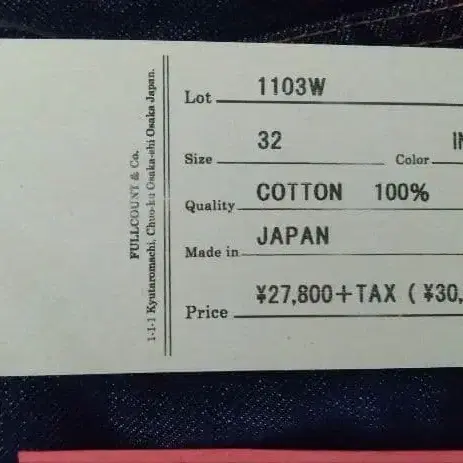 FULLCOUNT & Co.
1-1-1 Kyutaromachi, Chuo-ku Osaka-shi Osaka Japan.
Lot 1103W
Size 32 Color IN
Quality COTTON 100%
Made in JAPAN
Price ¥27,800+TAX ( ¥30,